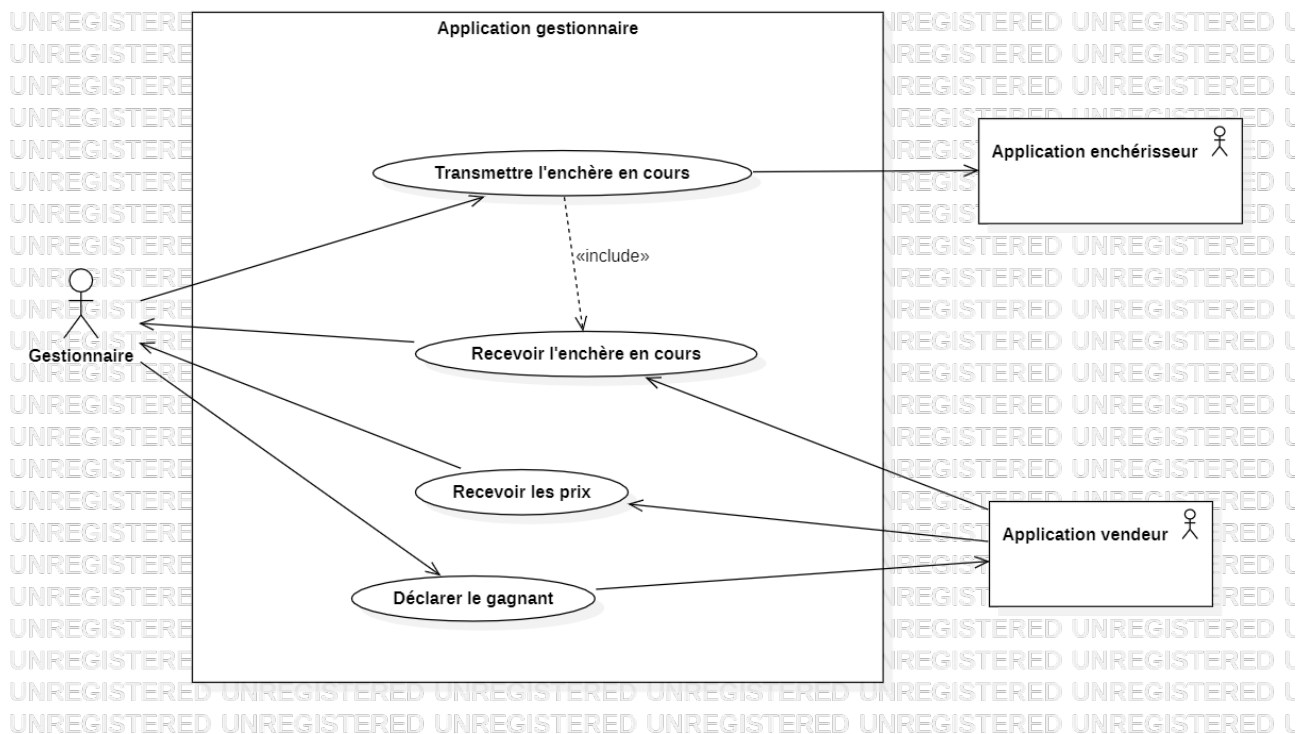 Application gestionnaire
Transmettre l'enchère en cours
Application enchérisseur
«include»
Gestionnaire
Recevoir l'enchère en cours
Recevoir les prix
Application vendeur
Déclarer le gagnant
UNREGISTERED UNREGISTERED UNREGISTERED UNREGISTERED UNREGISTERED UNREGISTERED